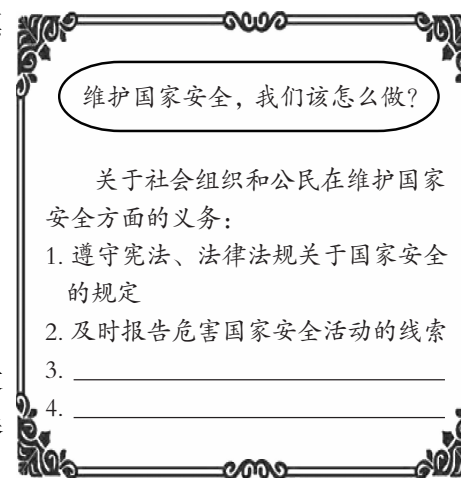 维护国家安全，我们该怎么做?
关于社会组织和公民在维护国家
安全方面的义务：
1. 遵守宪法、法律法规关于国家安全
的规定
2. 及时报告危害国家安全活动的线索
3.
4.